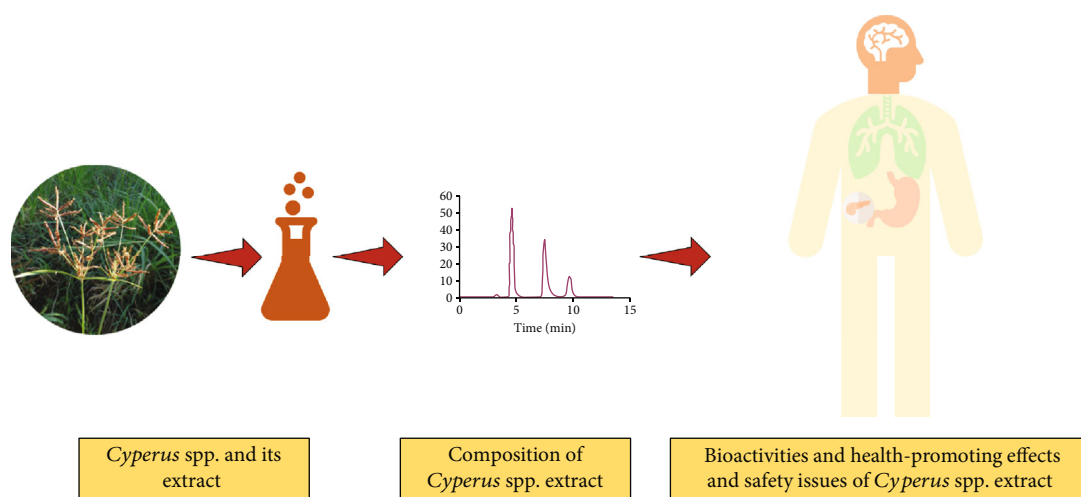 60
50
40
30
20
10
0
0 5 10 15
Time (min)
Cyperus spp. and its
extract
Composition of
Cyperus spp. extract
Bioactivities and health-promoting effects
and safety issues of Cyperus spp. extract